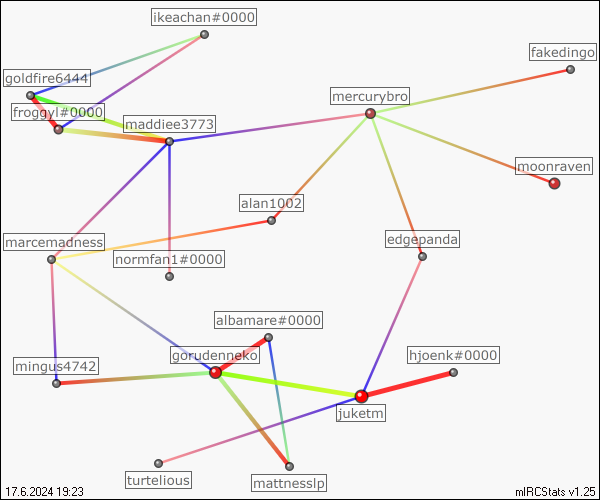 ikeachan#0000
fakedingo
goldfire6444
mercurybro
froggyl#0000
maddiee3773
moonraven
alan1002
marcemadness
edgepanda
normfan1#0000
albamare#0000
gorudenneko
hjoenk#0000
mingus4742
juketm
turtelious
mattnesslp
17.6.2024 19:23
mIRCStats v1.25